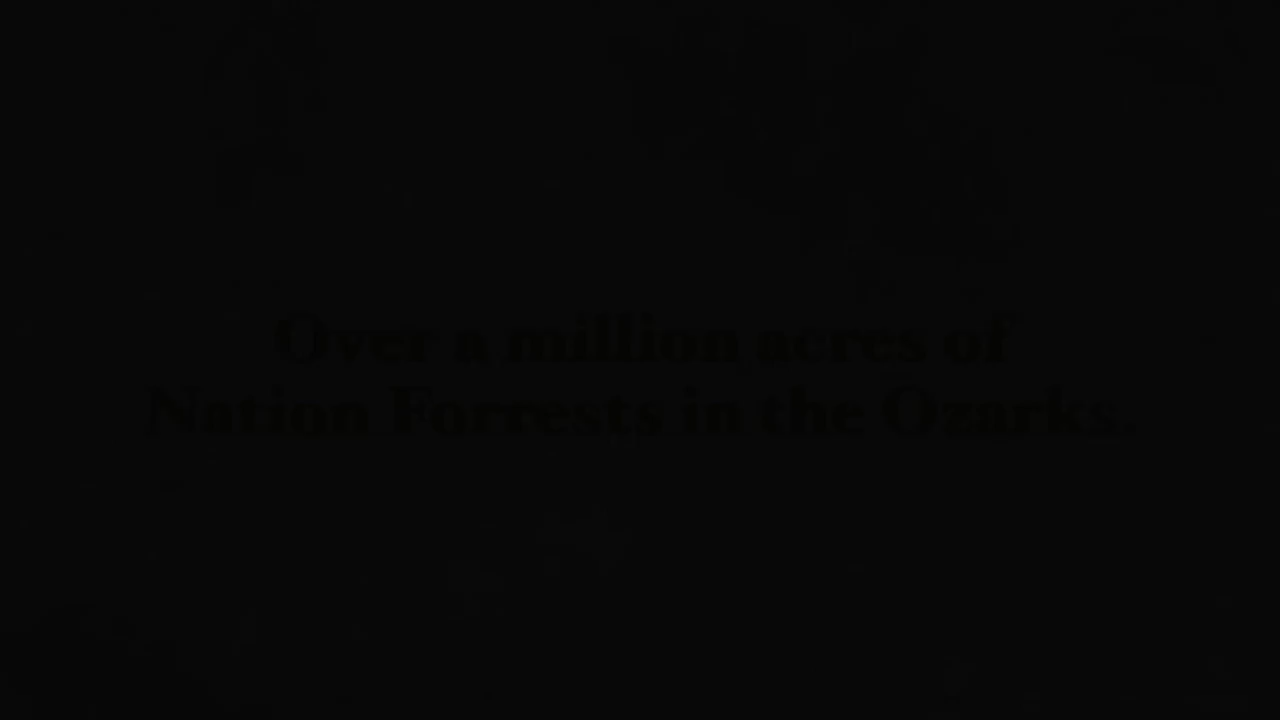 Over a million acres of
Nation Forrests in the Ozarks.